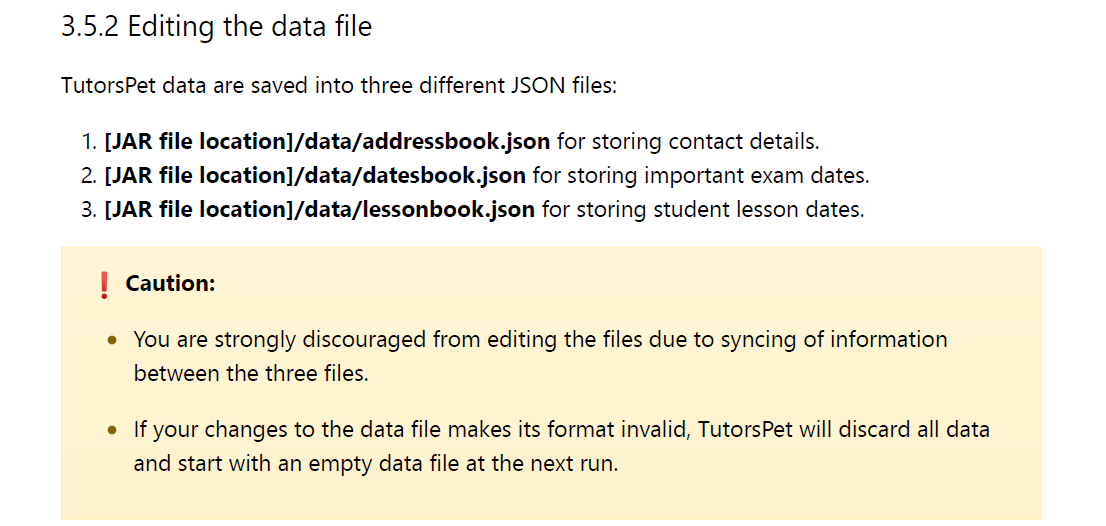 3.5.2 Editing the data file
TutorsPet data are saved into three different JSON files:
1. [JAR file location]/data/addressbook.json for storing contact details.
2. [JAR file location]/data/datesbook.json for storing important exam dates.
3. [JAR file location]/data/lessonbook.json for storing student lesson dates.
❗ Caution:
• You are strongly discouraged from editing the files due to syncing of information
between the three files.
• If your changes to the data file makes its format invalid, TutorsPet will discard all data
and start with an empty data file at the next run.